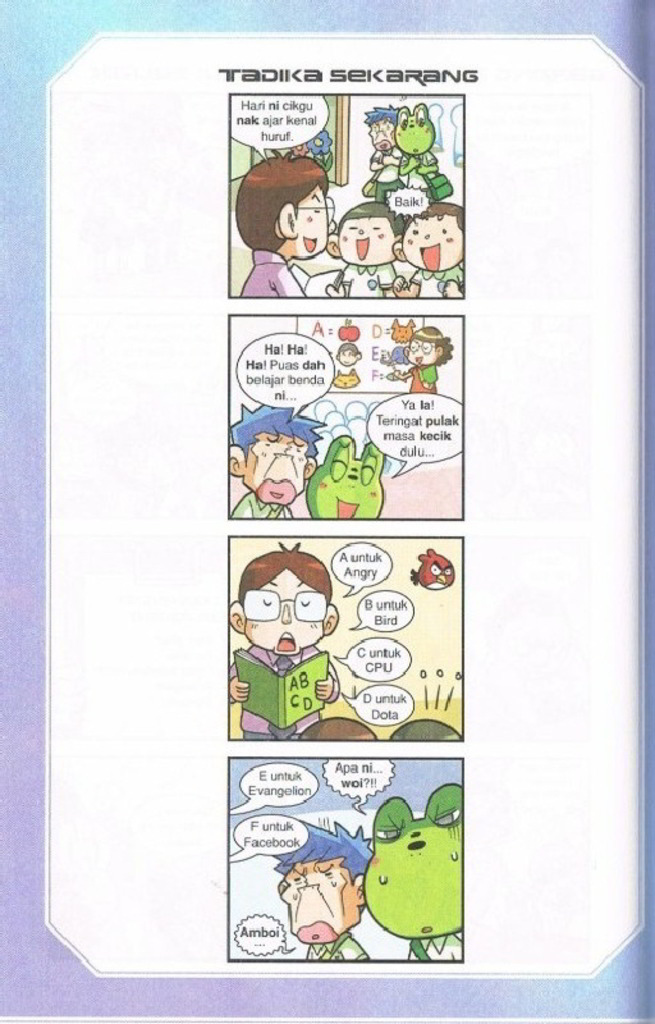 TADIKA SEKARANG
Hari ni cikgu
nak ajar kenal
huruf.
Baik!
A =
D =
E
F =
Ha! Ha!
Ha! Puas dah
belajar benda
ni...
Ya la!
Teringat pulak
masa kecik
dulu...
A untuk
Angry
B untuk
Bird
C untuk
CPU
D untuk
Dota
AB
CD
E untuk
Evangelion
Apa ni...
woi?!!
F untuk
Facebook
Amboi
...